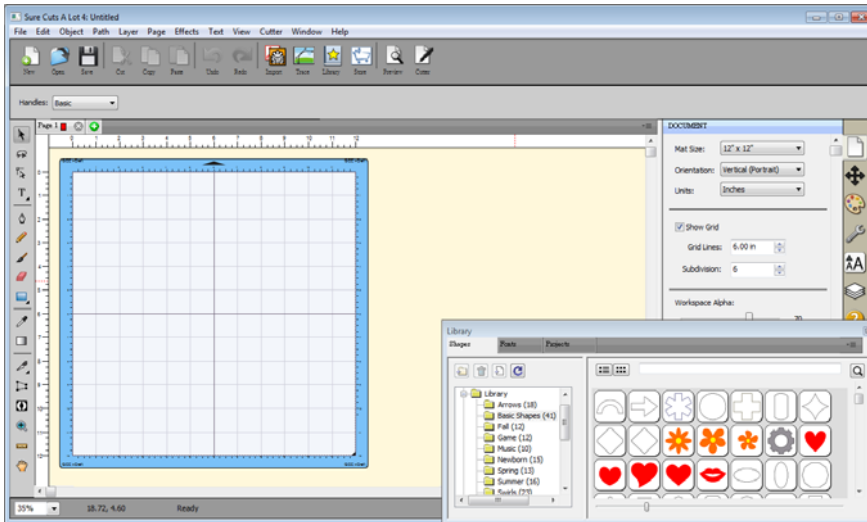 Sure Cuts A Lot 4: Untitled
File Edit Object Path Layer Page Effects Text View Cutter Window Help
New Open Save Cut Copy Paste Undo Redo Import Trace Library Store Preview
Handles: Basic
Page 1
DOCUMENT
Mat Size: 12" x 12"
Orientation: Vertical (Portrait)
Units: Inches
Show Grid
Grid Lines: 6.00 in
Subdivision: 6
Workspace Alpha:
70
Library
Shapes Fonts Projects
Library
Arrows (18)
Basic Shapes (41)
Fall (12)
Game (12)
Music (10)
Newborn (15)
Spring (13)
Summer (16)
Swirls (23)
35% 18.72, 4.60 Ready